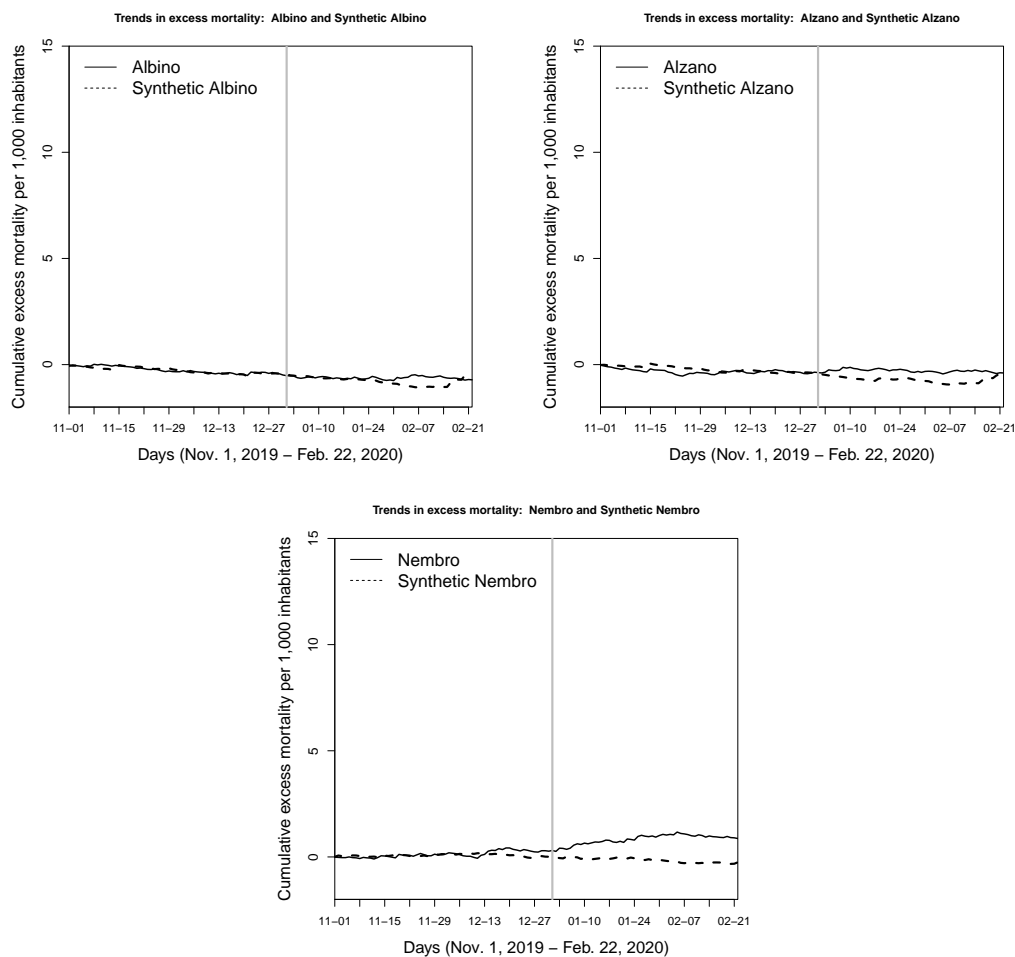 Trends in excess mortality:  Albino and Synthetic Albino
Cumulative excess mortality per 1,000 inhabitants
15
10
5
0
Albino
Synthetic Albino
11−01 11−15 11−29 12−13 12−27 01−10 01−24 02−07 02−21
Days (Nov. 1, 2019 − Feb. 22, 2020)
Trends in excess mortality:  Alzano and Synthetic Alzano
Cumulative excess mortality per 1,000 inhabitants
15
10
5
0
Alzano
Synthetic Alzano
11−01 11−15 11−29 12−13 12−27 01−10 01−24 02−07 02−21
Days (Nov. 1, 2019 − Feb. 22, 2020)
Trends in excess mortality:  Nembro and Synthetic Nembro
Cumulative excess mortality per 1,000 inhabitants
15
10
5
0
Nembro
Synthetic Nembro
11−01 11−15 11−29 12−13 12−27 01−10 01−24 02−07 02−21
Days (Nov. 1, 2019 − Feb. 22, 2020)